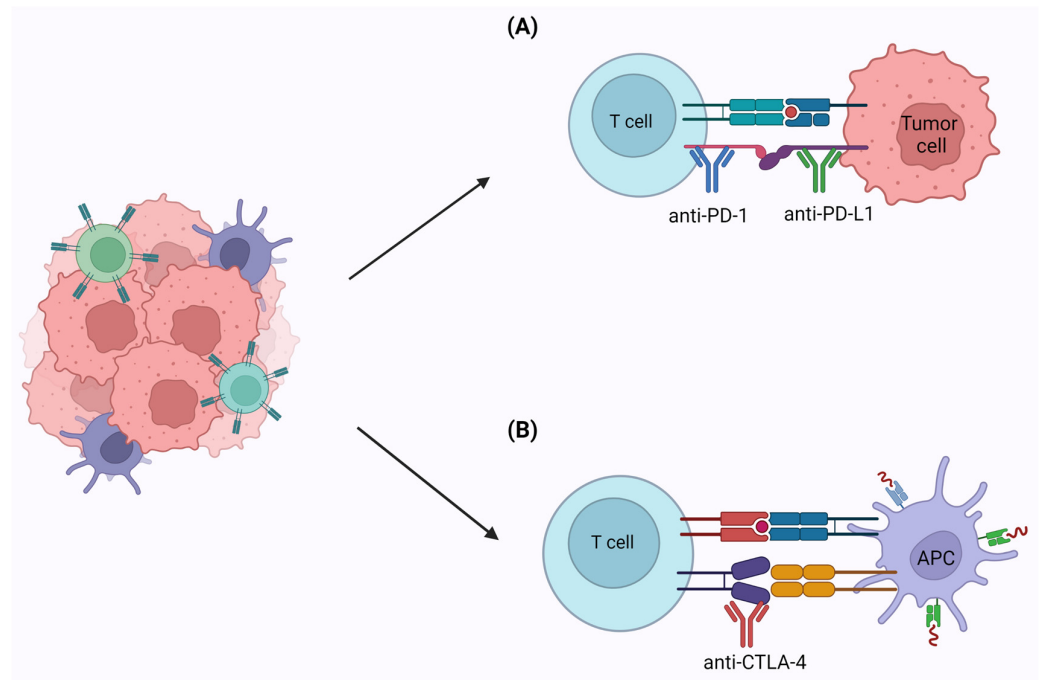 (A)
T cell
Tumor
cell
anti-PD-1
anti-PD-L1
(B)
T cell
APC
anti-CTLA-4